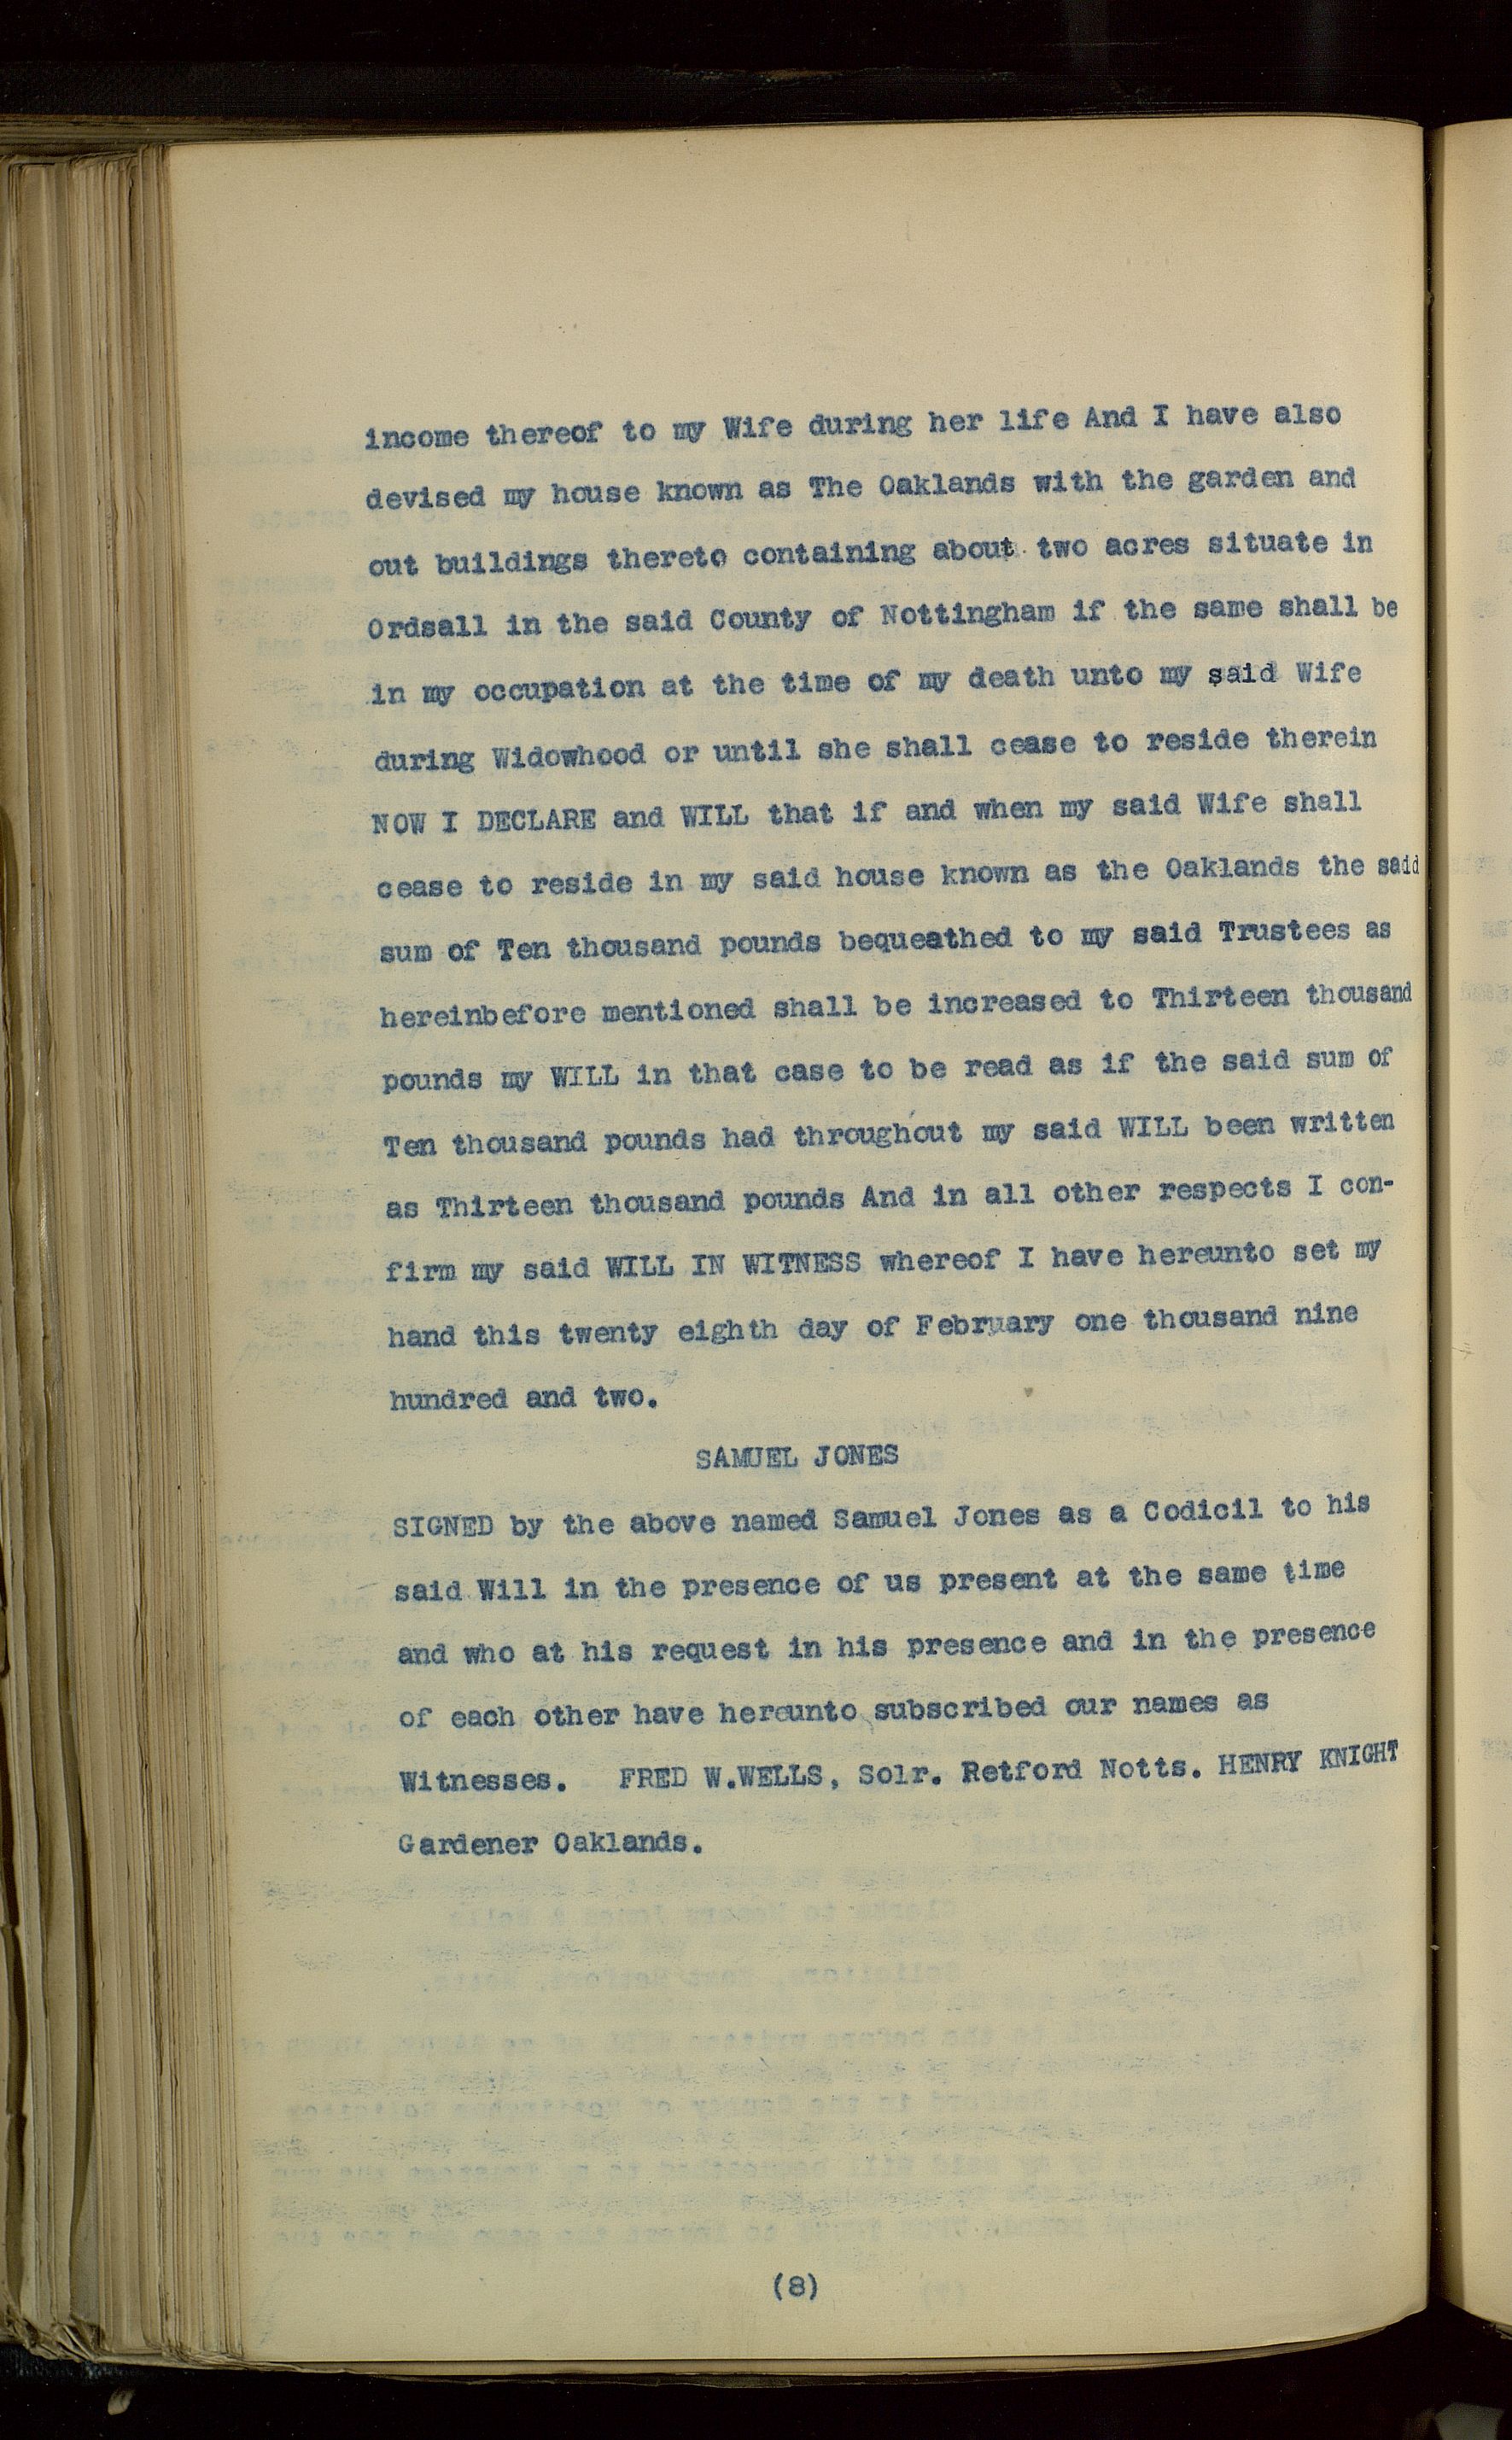 income thereof to my Wife during her life And I have also
devised my house known as The Oaklands with the garden and
out buildings thereto containing about two acres situate in
Ordsall in the said County of Nottingham if the same shall be
in my occupation at the time of my death unto my said Wife
during Widowhood or until she shall cease to reside therein
NOW I DECLARE and WILL that if and when my said Wife shall
cease to reside in my said house known as the Oaklands the said
sum of Ten thousand pounds bequeathed to my said Trustees as
hereinbefore mentioned shall be increased to Thirteen thousand
pounds my WILL in that case to be read as if the said sum of
Ten thousand pounds had throughout my said WILL been written
as Thirteen thousand pounds And in all other respects I con-
firm my said WILL IN WITNESS whereof I have hereunto set my
hand this twenty eighth day of February one thousand nine
hundred and two.
SAMUEL JONES
SIGNED by the above named Samuel Jones as a Codicil to his
said Will in the presence of us present at the same time
and who at his request in his presence and in the presence
of each other have hereunto subscribed our names as
Witnesses. FRED W.WELLS, Solr. Retford Notts. HENRY KNIGHT
Gardener Oaklands.
(8)